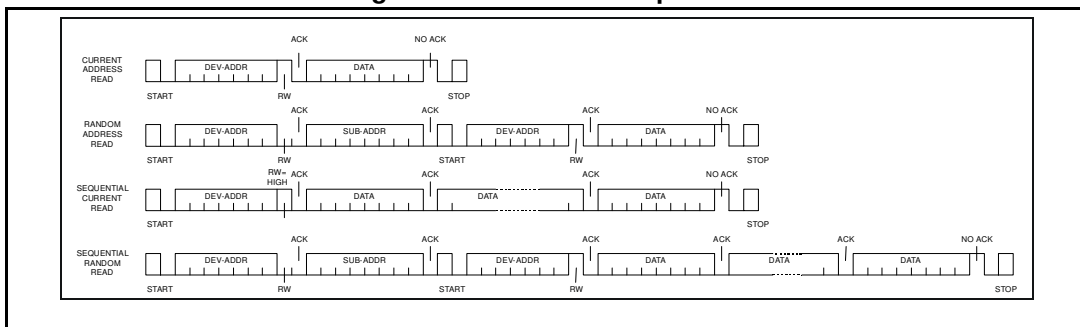 ACK NO ACK
CURRENT
ADDRESS
READ
DEV-ADDR DATA
START RW STOP
ACK ACK ACK NO ACK
RANDOM
ADDRESS
READ
DEV-ADDR SUB-ADDR DEV-ADDR DATA
START RW START RW STOP
RW=
HIGH
ACK ACK ACK NO ACK
SEQUENTIAL
CURRENT
READ
DEV-ADDR DATA DATA DATA
START STOP
ACK ACK ACK ACK ACK NO ACK
SEQUENTIAL
RANDOM
READ
DEV-ADDR SUB-ADDR DEV-ADDR DATA DATA DATA
START RW START RW STOP